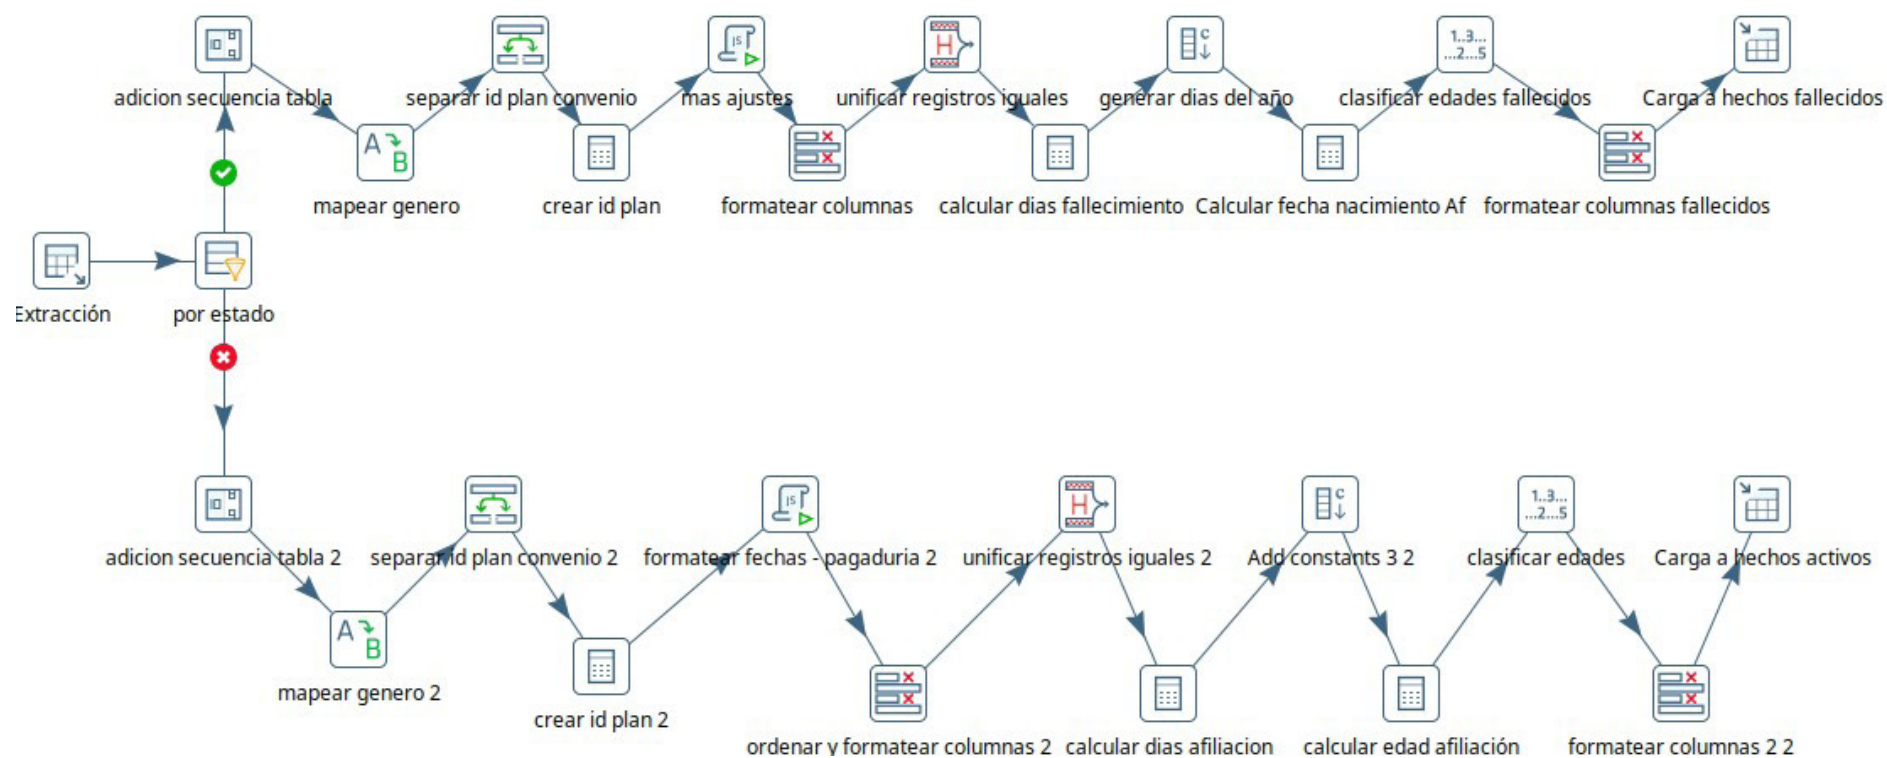 adicion secuencia tabla
separar id plan convenio
mas ajustes
unificar registros iguales
generar dias del año
clasificar edades fallecidos
Carga a hechos fallecidos
mapear genero
crear id plan
formatear columnas
calcular dias fallecimiento
Calcular fecha nacimiento Af
formatear columnas fallecidos
Extracción
por estado
adicion secuencia tabla 2
separar id plan convenio 2
formatear fechas - pagaduria 2
unificar registros iguales 2
Add constants 3 2
clasificar edades
Carga a hechos activos
mapear genero 2
crear id plan 2
ordenar y formatear columnas 2
calcular dias afiliacion
calcular edad afiliación
formatear columnas 2 2